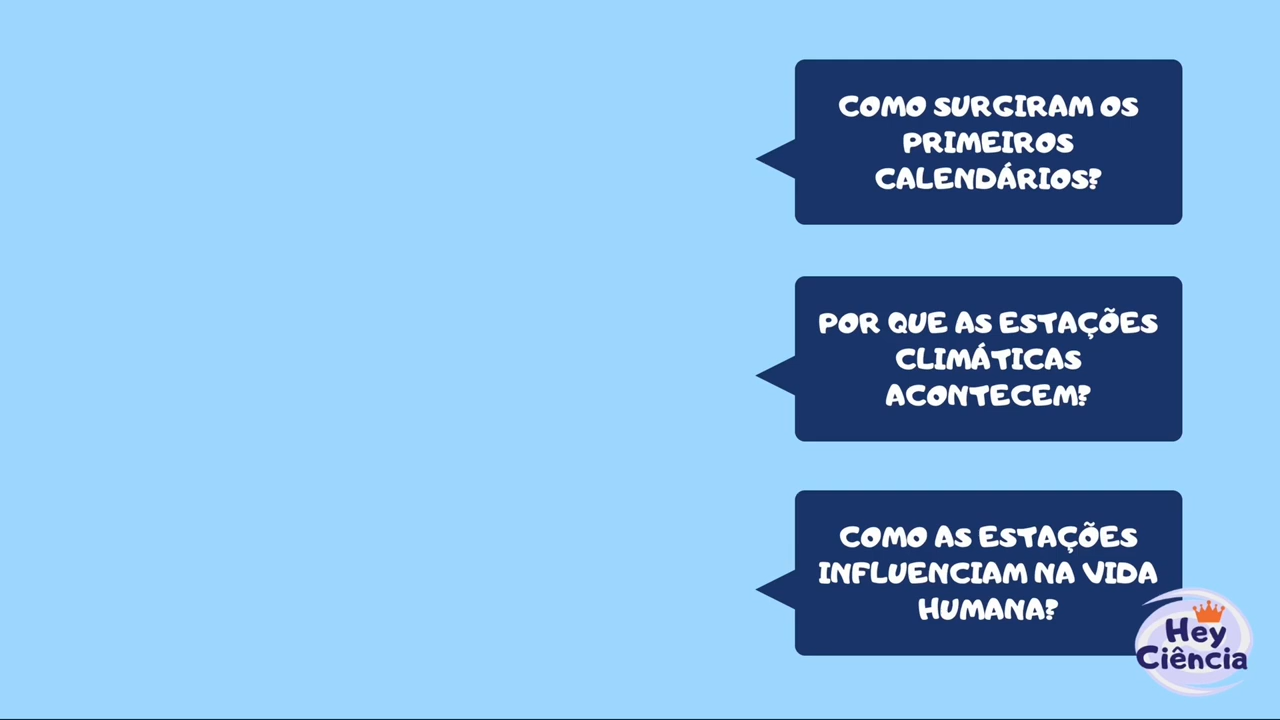 COMO SURGIRAM OS
PRIMEIROS
CALENDÁRIOS?
POR QUE AS ESTAÇÕES
CLIMÁTICAS
ACONTECEM?
COMO AS ESTAÇÕES
INFLUENCIAM NA VIDA
HUMANA?
Hey
Ciência